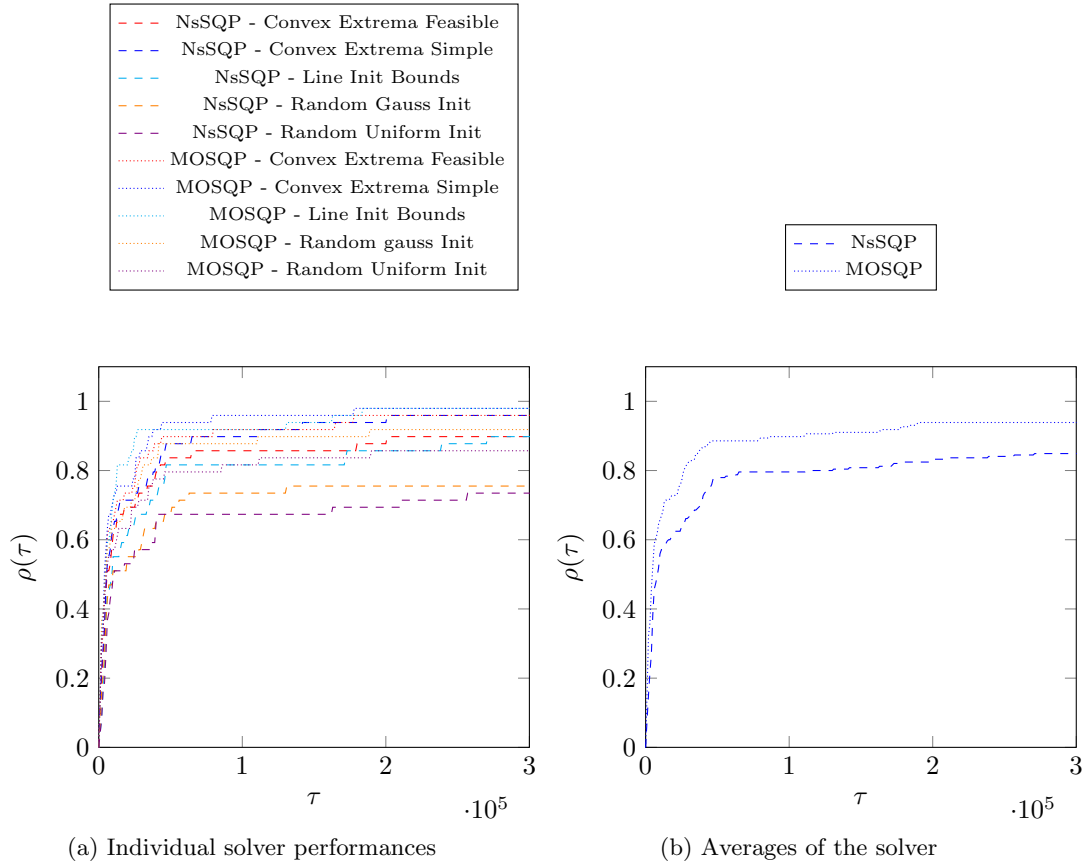 NsSQP - Convex Extrema Feasible
NsSQP - Convex Extrema Simple
NsSQP - Line Init Bounds
NsSQP - Random Gauss Init
NsSQP - Random Uniform Init
MOSQP - Convex Extrema Feasible
MOSQP - Convex Extrema Simple
MOSQP - Line Init Bounds
MOSQP - Random gauss Init
MOSQP - Random Uniform Init
NsSQP
MOSQP
1
0.8
0.6
0.4
0.2
0
ρ(τ)
0 1 2 3
τ
·10⁵
(a) Individual solver performances
1
0.8
0.6
0.4
0.2
0
ρ(τ)
0 1 2 3
τ
·10⁵
(b) Averages of the solver